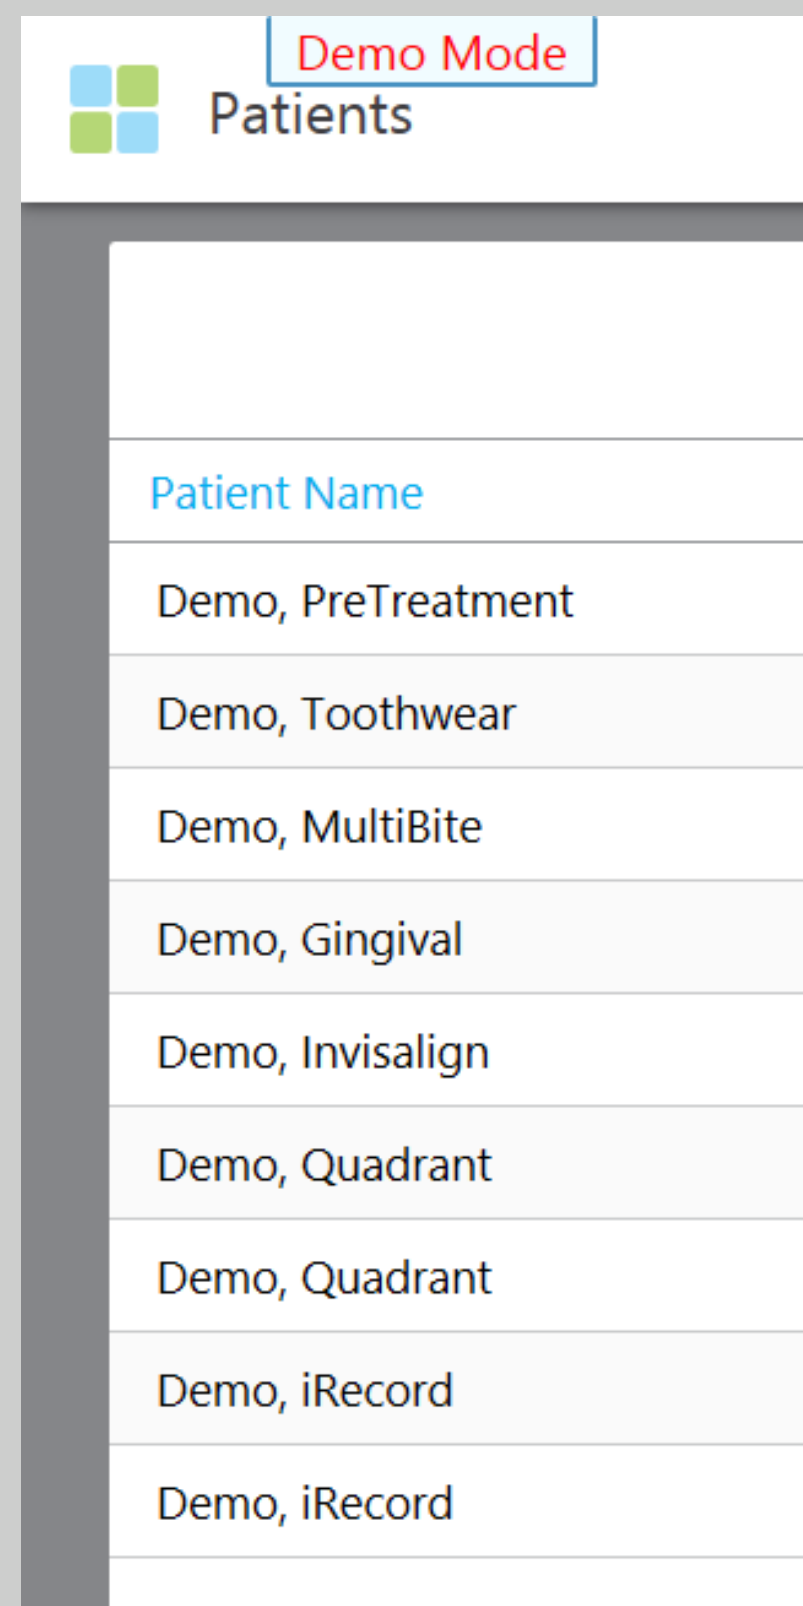 Demo Mode
Patients
Patient Name
Demo, PreTreatment
Demo, Toothwear
Demo, MultiBite
Demo, Gingival
Demo, Invisalign
Demo, Quadrant
Demo, Quadrant
Demo, iRecord
Demo, iRecord